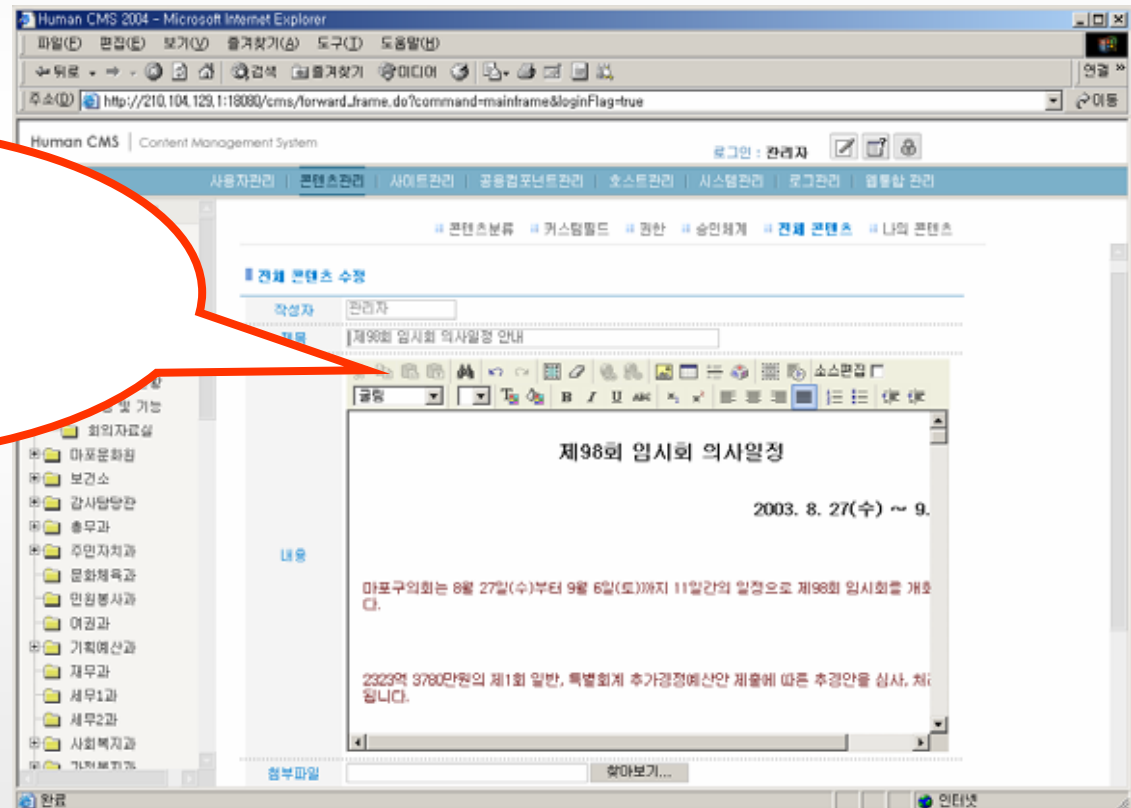 Human CMS 2004 - Microsoft Internet Explorer
파일(F) 편집(E) 보기(V) 즐겨찾기(A) 도구(T) 도움말(H)
뒤로 검색 즐겨찾기 미디어 연결 »
주소(D) http://210.104.129.1:18080/cms/forward_frame.do?command=mainframe&loginFlag=true 이동
Human CMS | Content Management System
로그인 : 관리자
사용자관리 | 콘텐츠관리 | 사이트관리 | 공용컴포넌트관리 | 호스트관리 | 시스템관리 | 로그관리 | 웹통합 관리
콘텐츠분류 커스텀필드 권한 승인체계 전체 콘텐츠 나의 콘텐츠
전체 콘텐츠 수정
작성자 관리자
제목 제98회 임시회 의사일정 안내
소스편집
굴림
B I U ABC
및 기능
회의자료실
마포문화원
보건소
감사담당관
총무과
주민자치과
문화체육과
민원봉사과
여권과
기획예산과
재무과
세무1과
세무2과
사회복지과
가정복지과
내용
제98회 임시회 의사일정
2003. 8. 27(수) ~ 9.
마포구의회는 8월 27일(수)부터 9월 6일(토)까지 11일간의 일정으로 제98회 임시회를 개회
다.
2323억 3780만원의 제1회 일반, 특별회계 추가경정예산안 제출에 따른 추경안을 심사, 처리
됩니다.
첨부파일 찾아보기...
완료 인터넷